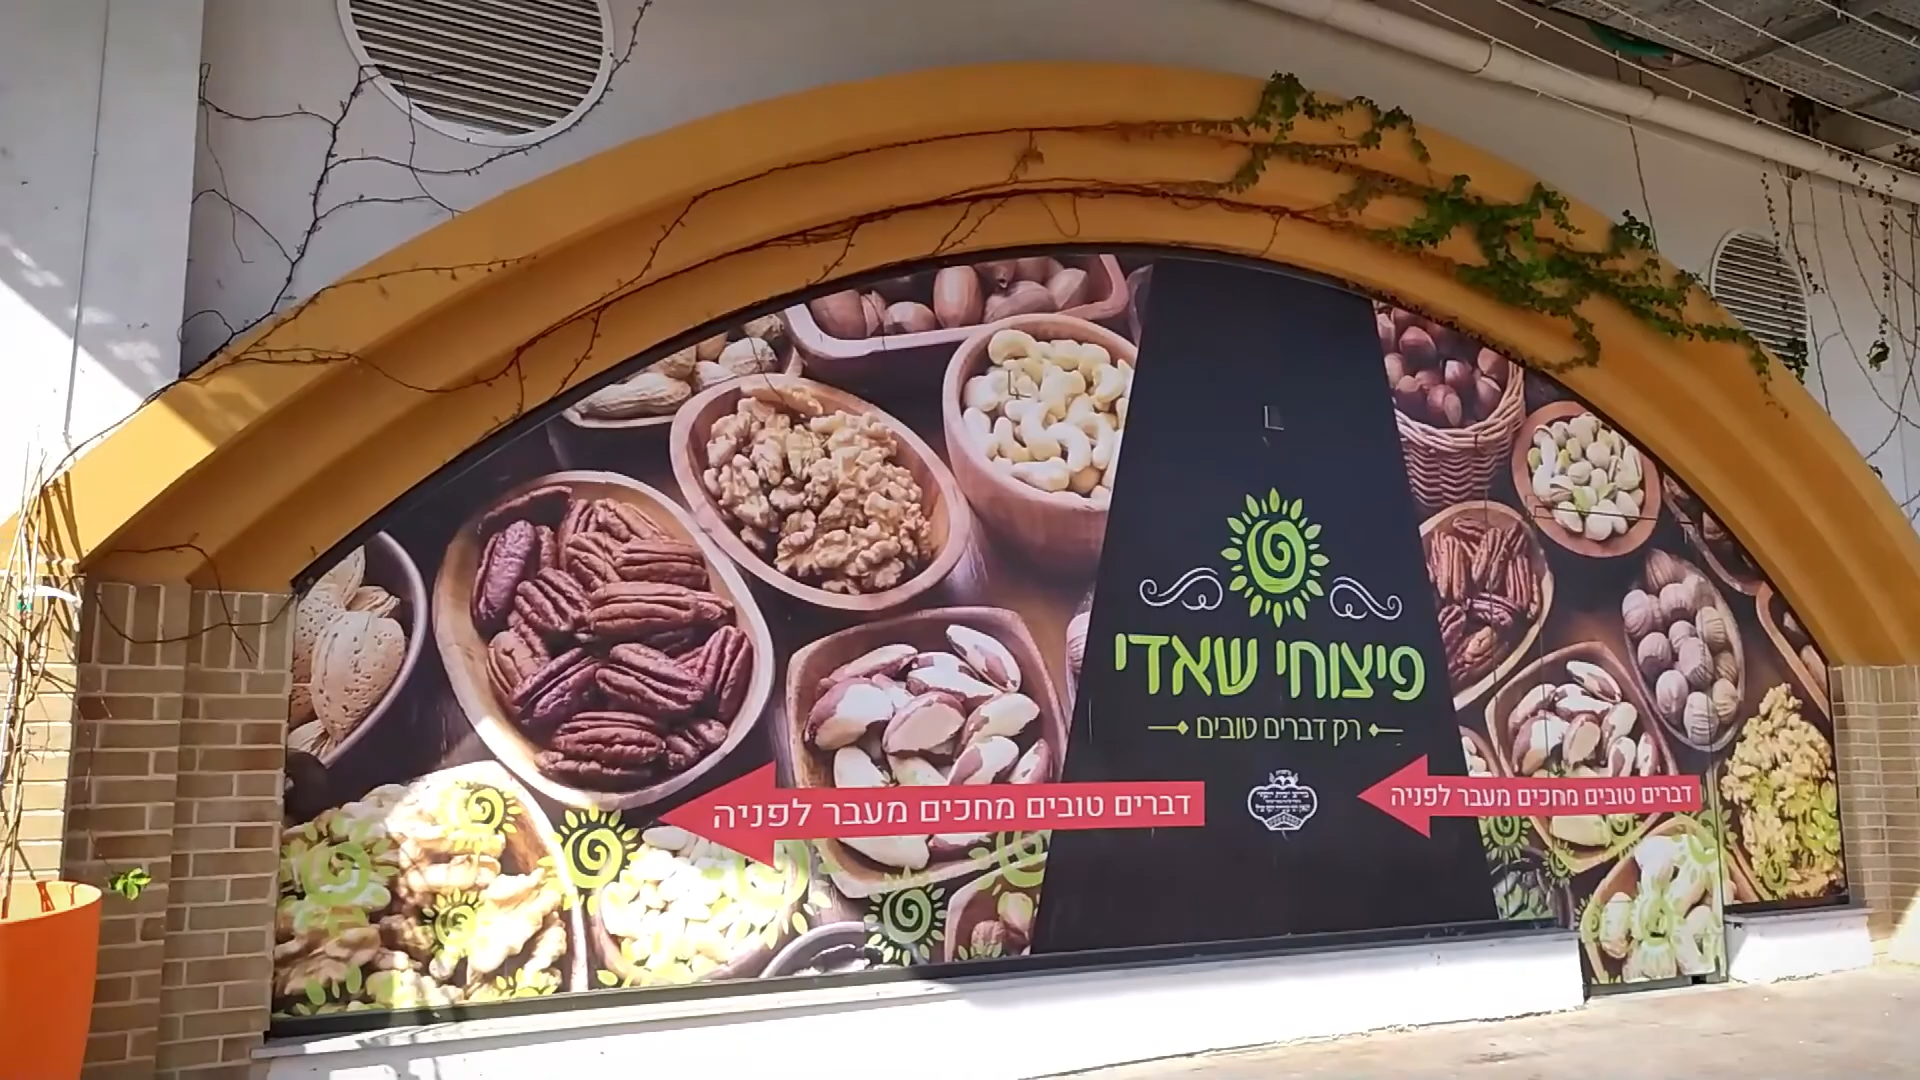 פיצוחי שאדי
רק דברים טובים
דברים טובים מחכים מעבר לפניה
דברים טובים מחכים מעבר לפניה